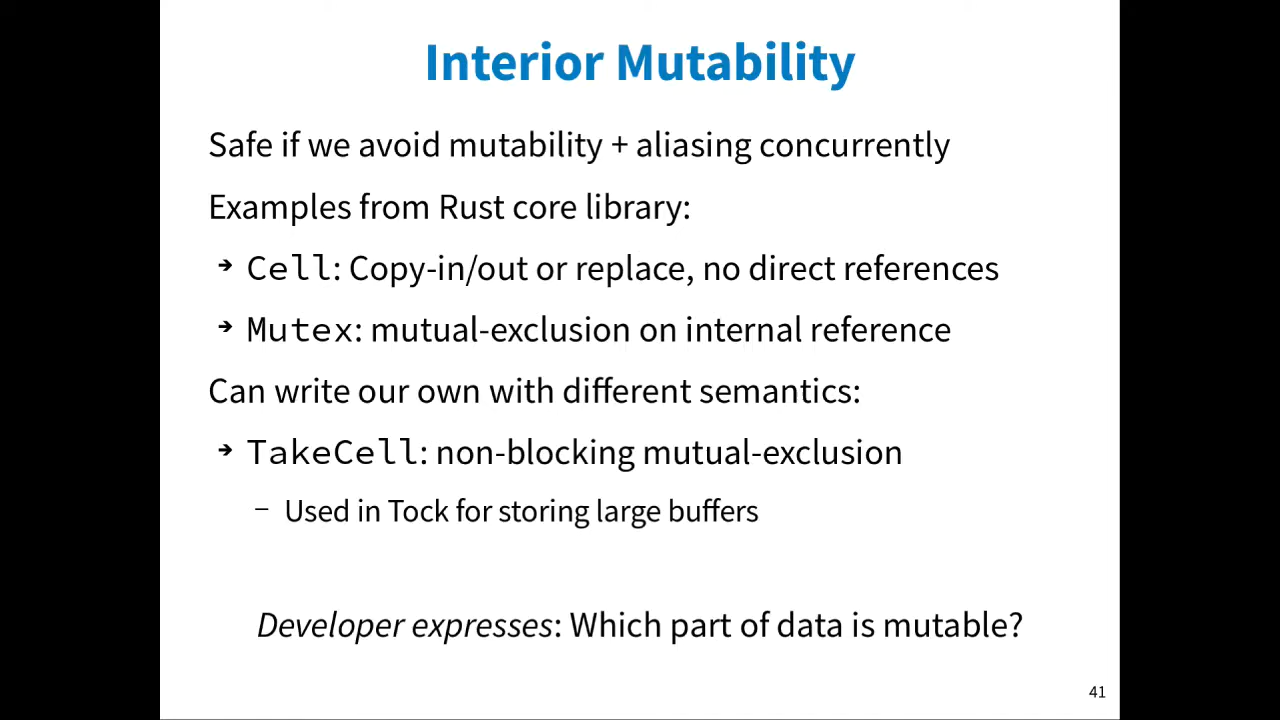 Interior Mutability
Safe if we avoid mutability + aliasing concurrently
Examples from Rust core library:
➔ Cell: Copy-in/out or replace, no direct references
➔ Mutex: mutual-exclusion on internal reference
Can write our own with different semantics:
➔ TakeCell: non-blocking mutual-exclusion
– Used in Tock for storing large buffers
Developer expresses: Which part of data is mutable?
41